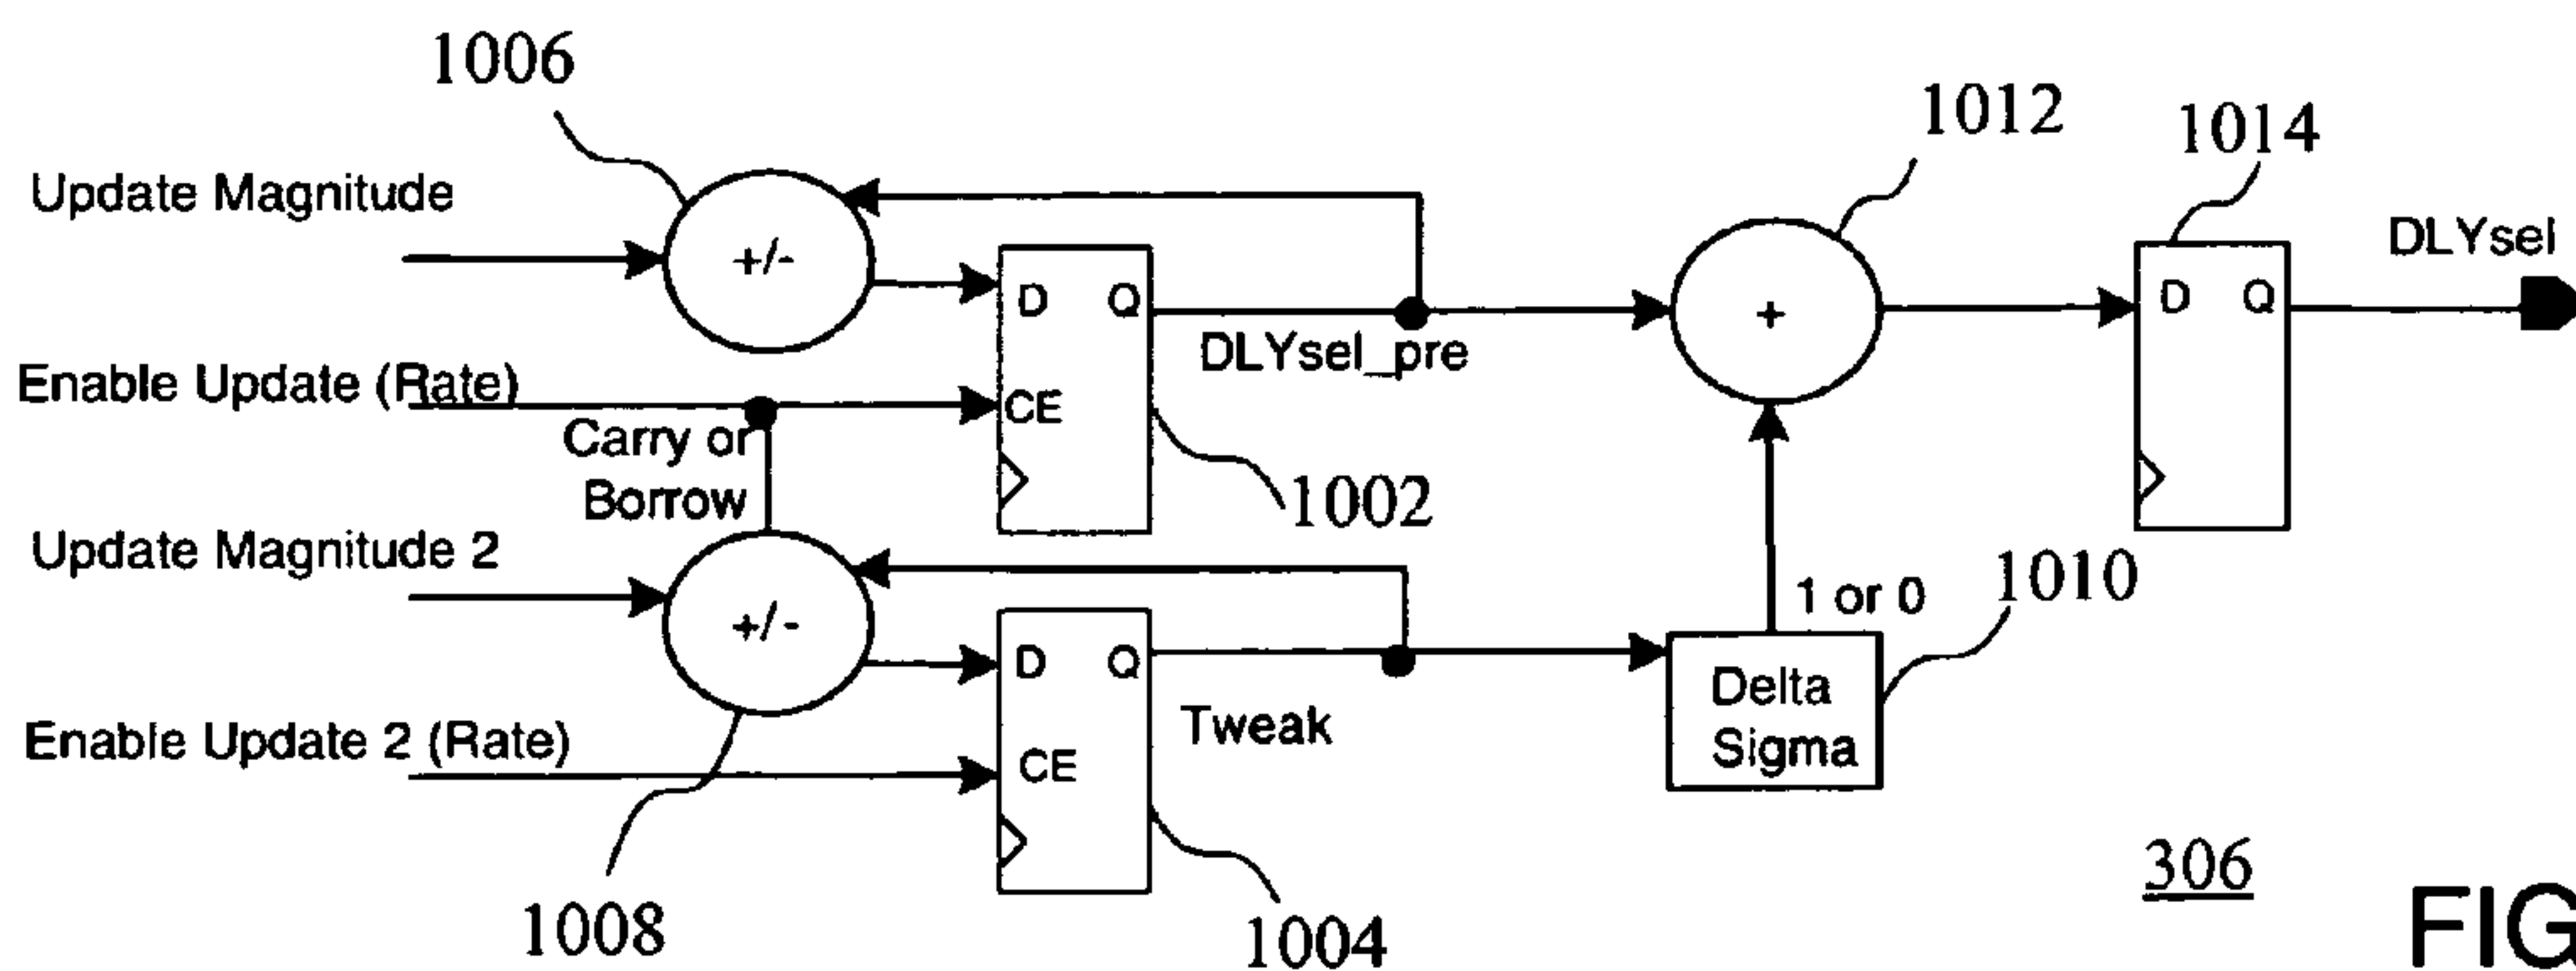 1006
1012
1014
Update Magnitude
+/-
DLYsel
D Q
+
D Q
DLYsel_pre
Enable Update (Rate)
CE
Carry or
Borrow
1002
Update Magnitude 2
+/-
1 or 0
1010
D Q
Delta
Sigma
Tweak
Enable Update 2 (Rate)
CE
306
1008
1004
FIG